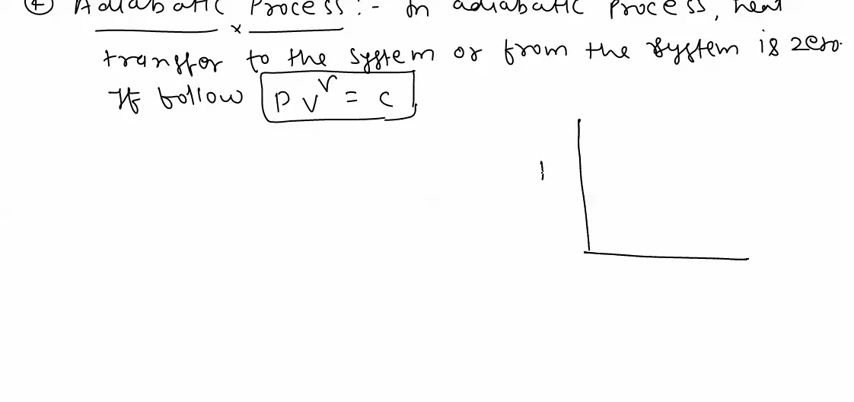 ④ Adiabatic Process :- In adiabatic process, heat
transfer to the system or from the system is zero.
It follow PV^γ = C